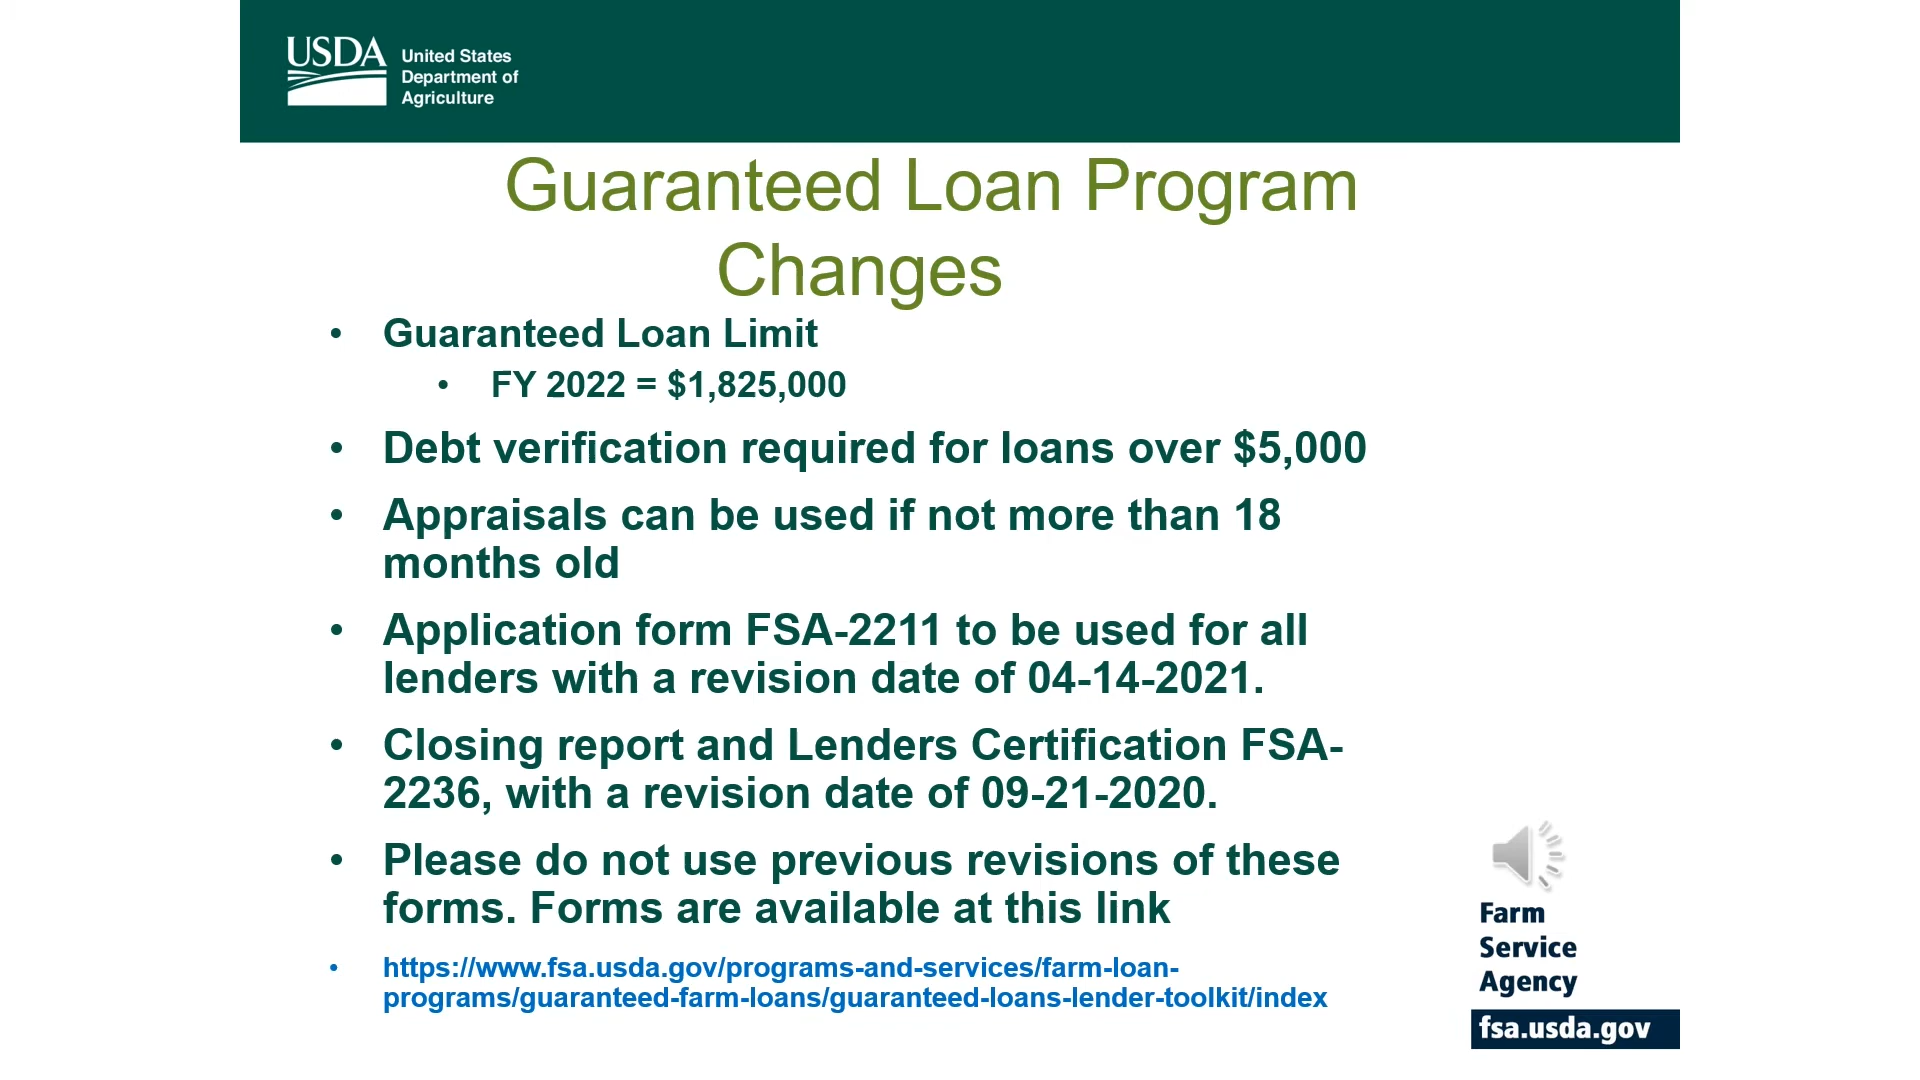 USDA
United States
Department of
Agriculture
Guaranteed Loan Program
Changes
• Guaranteed Loan Limit
• FY 2022 = $1,825,000
• Debt verification required for loans over $5,000
• Appraisals can be used if not more than 18
months old
• Application form FSA-2211 to be used for all
lenders with a revision date of 04-14-2021.
• Closing report and Lenders Certification FSA-
2236, with a revision date of 09-21-2020.
• Please do not use previous revisions of these
forms. Forms are available at this link
• https://www.fsa.usda.gov/programs-and-services/farm-loan-
programs/guaranteed-farm-loans/guaranteed-loans-lender-toolkit/index
Farm
Service
Agency
fsa.usda.gov